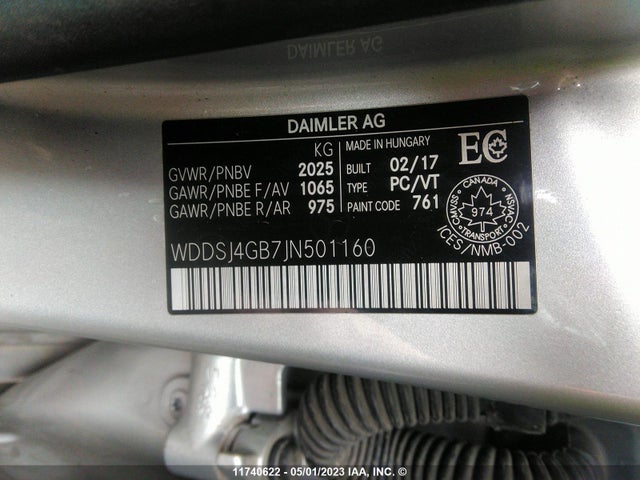 DAIMLER AG
DAIMLER AG
KG
GVWR/PNBV 2025
GAWR/PNBE F/AV 1065
GAWR/PNBE R/AR 975
MADE IN HUNGARY
BUILT 02/17
TYPE PC/VT
PAINT CODE 761
EC
CANADA
CMVSS 974 NSVAC
TRANSPORT
ICES/NMB-002
WDDSJ4GB7JN501160
11740622 - 05/01/2023 IAA, INC. ©